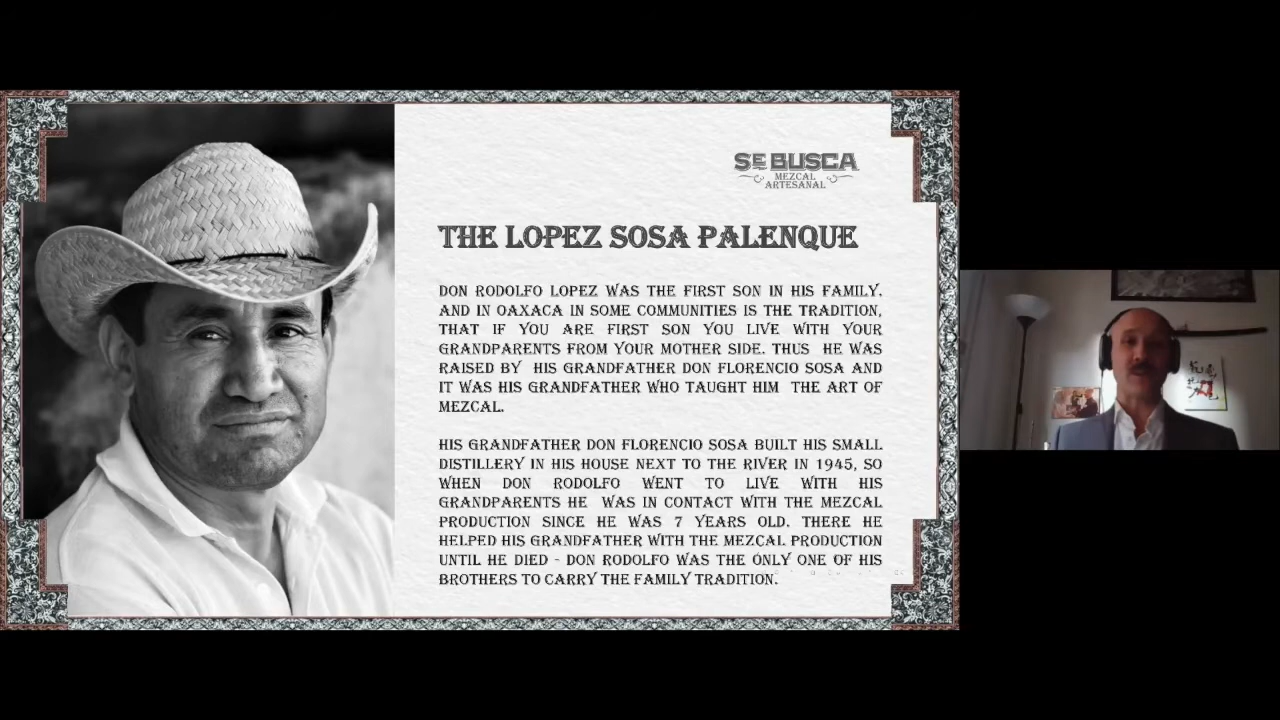 SE BUSCA
MEZCAL
ARTESANAL
THE LOPEZ SOSA PALENQUE
DON RODOLFO LOPEZ WAS THE FIRST SON IN HIS FAMILY.
AND IN OAXACA IN SOME COMMUNITIES IS THE TRADITION,
THAT IF YOU ARE FIRST SON YOU LIVE WITH YOUR
GRANDPARENTS FROM YOUR MOTHER SIDE. THUS HE WAS
RAISED BY HIS GRANDFATHER DON FLORENCIO SOSA AND
IT WAS HIS GRANDFATHER WHO TAUGHT HIM THE ART OF
MEZCAL.
HIS GRANDFATHER DON FLORENCIO SOSA BUILT HIS SMALL
DISTILLERY IN HIS HOUSE NEXT TO THE RIVER IN 1945, SO
WHEN DON RODOLFO WENT TO LIVE WITH HIS
GRANDPARENTS HE WAS IN CONTACT WITH THE MEZCAL
PRODUCTION SINCE HE WAS 7 YEARS OLD. THERE HE
HELPED HIS GRANDFATHER WITH THE MEZCAL PRODUCTION
UNTIL HE DIED - DON RODOLFO WAS THE ONLY ONE OF HIS
BROTHERS TO CARRY THE FAMILY TRADITION.